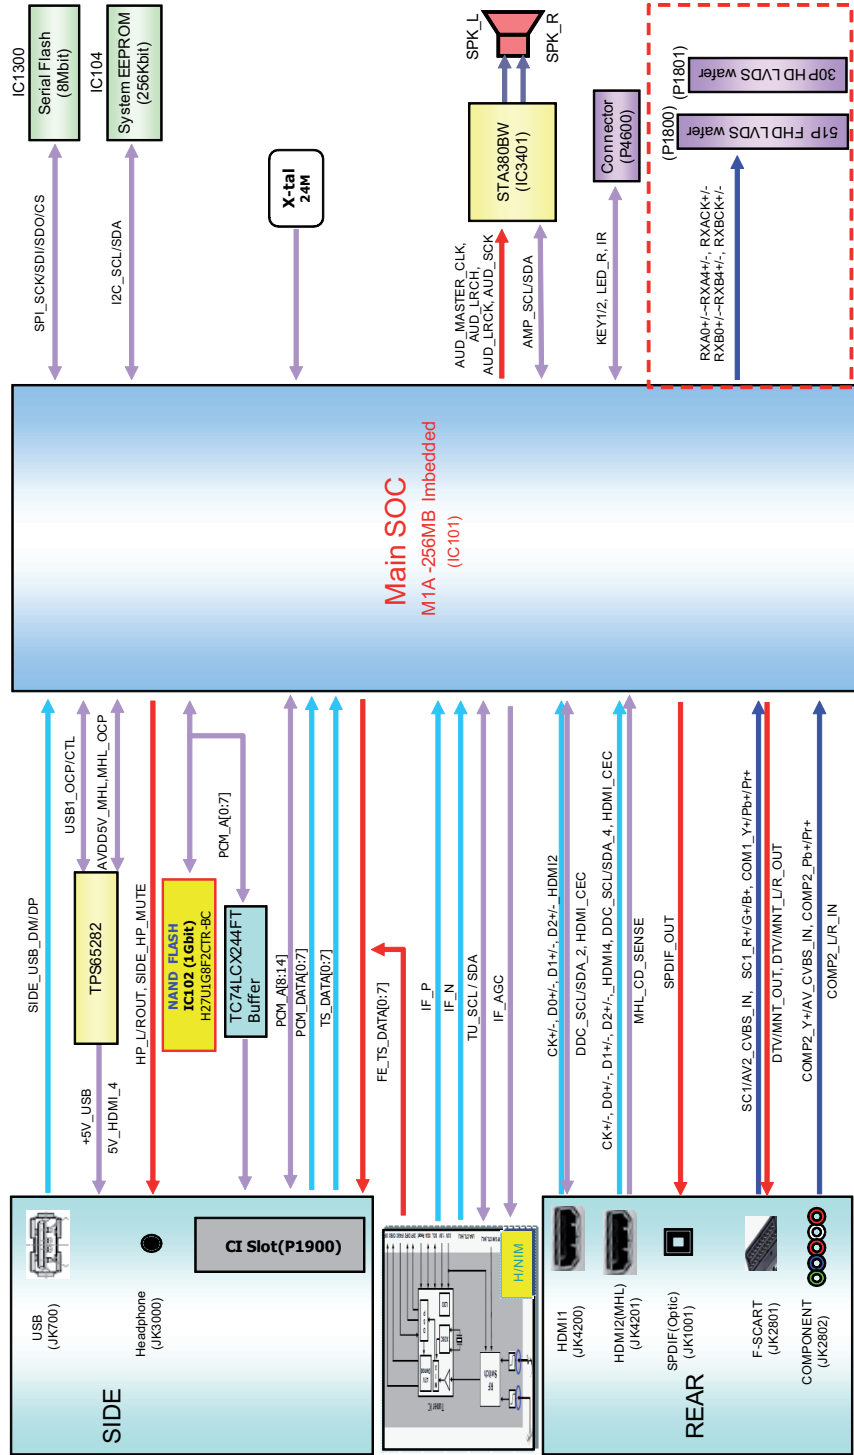 IC1300
Serial Flash
(8Mbit)
IC104
System EEPROM
(256Kbit)
SPI_SCK/SDI/SDO/CS
I2C_SCL/SDA
X-tal
24M
STA380BW
(IC3401)
SPK_L
SPK_R
AUD_MASTER_CLK,
AUD_LRCH,
AUD_LRCK, AUD_SCK
AMP_SCL/SDA
Connector
(P4600)
KEY1/2, LED_R, IR
(P1800)
51P FHD LVDS wafer
(P1801)
30P HD LVDS wafer
RXA0+/-~RXA4+/-, RXACK+/-
RXB0+/-~RXB4+/-, RXBCK+/-
Main SOC
M1A -256MB Imbedded
(IC101)
SIDE_USB_DM/DP
USB1_OCP/CTL
AVDD5V_MHL,MHL_OCP
TPS65282
+5V_USB
5V_HDMI_4
HP_L/ROUT, SIDE_HP_MUTE
NAND FLASH
IC102 (1Gbit)
H27U1G8F2CTR-BC
PCM_A[0:7]
TC74LCX244FT
Buffer
PCM_A[8:14]
PCM_DATA[0:7]
TS_DATA[0:7]
FE_TS_DATA[0:7]
IF_P
IF_N
TU_SCL / SDA
IF_AGC
CK+/-, D0+/-, D1+/-, D2+/-_HDMI2
DDC_SCL/SDA_2, HDMI_CEC
CK+/-, D0+/-, D1+/-, D2+/-_HDMI4, DDC_SCL/SDA_4, HDMI_CEC
MHL_CD_SENSE
SPDIF_OUT
SC1/AV2_CVBS_IN, SC1_R+/G+/B+, COM1_Y+/Pb+/Pr+
DTV/MNT_OUT, DTV/MNT_L/R_OUT
COMP2_Y+/AV_CVBS_IN, COMP2_Pb+/Pr+
COMP2_L/R_IN
USB
(JK700)
Headphone
(JK3000)
CI Slot(P1900)
SIDE
H/NIM
RF
Switch
Tuner IC
HDMI1
(JK4200)
HDMI2(MHL)
(JK4201)
SPDIF(Optic)
(JK1001)
F-SCART
(JK2801)
COMPONENT
(JK2802)
REAR